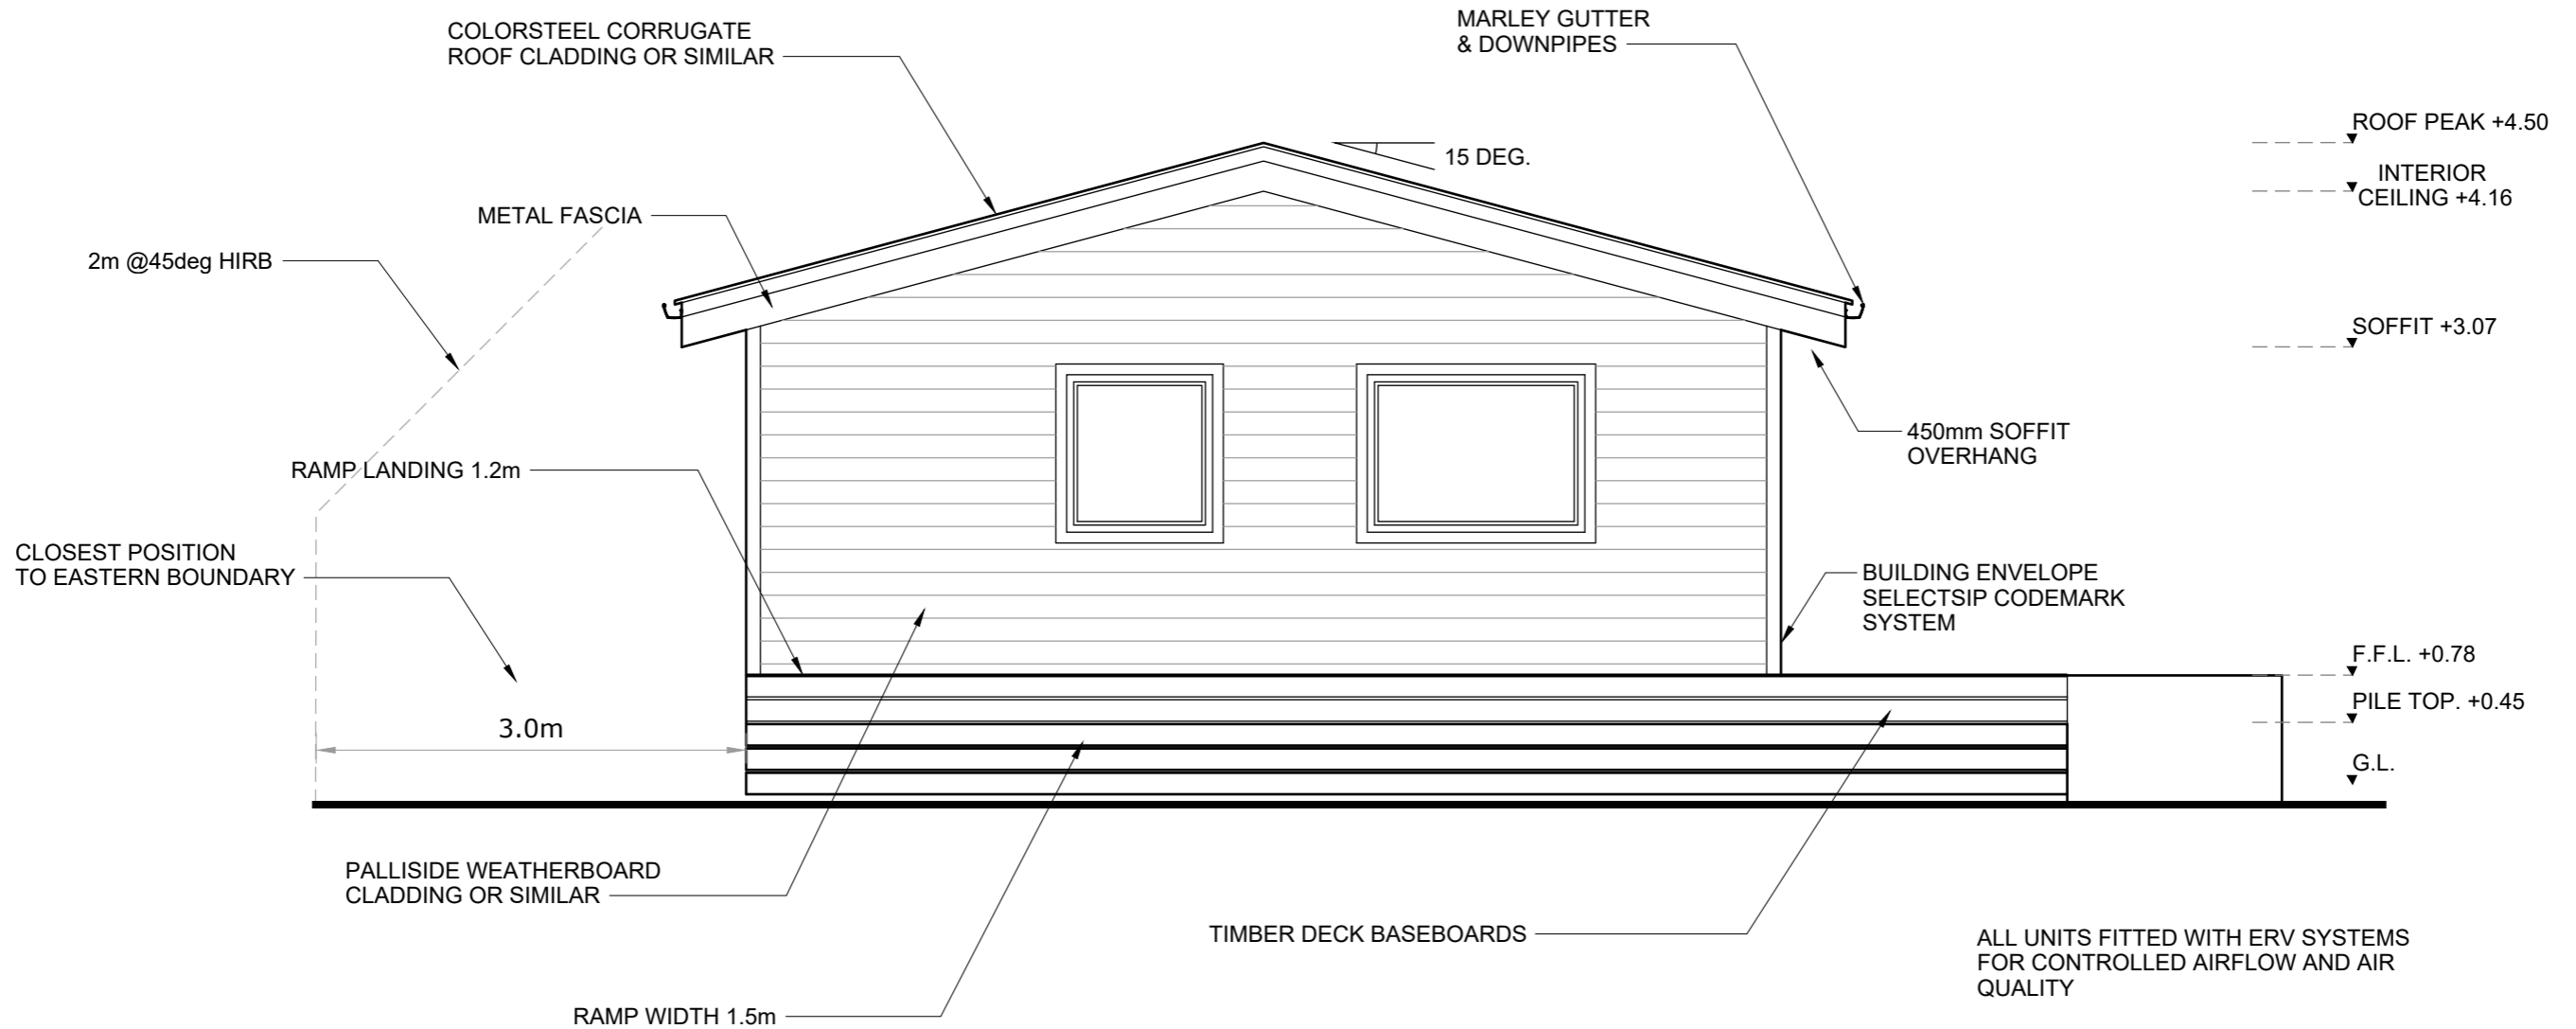 COLORSTEEL CORRUGATE
ROOF CLADDING OR SIMILAR
MARLEY GUTTER
& DOWNPIPES
ROOF PEAK +4.50
15 DEG.
INTERIOR
CEILING +4.16
METAL FASCIA
2m @45deg HIRB
SOFFIT +3.07
450mm SOFFIT
OVERHANG
RAMP LANDING 1.2m
CLOSEST POSITION
TO EASTERN BOUNDARY
BUILDING ENVELOPE
SELECTSIP CODEMARK
SYSTEM
F.F.L. +0.78
PILE TOP. +0.45
3.0m
G.L.
PALLISIDE WEATHERBOARD
CLADDING OR SIMILAR
TIMBER DECK BASEBOARDS
ALL UNITS FITTED WITH ERV SYSTEMS
FOR CONTROLLED AIRFLOW AND AIR
QUALITY
RAMP WIDTH 1.5m